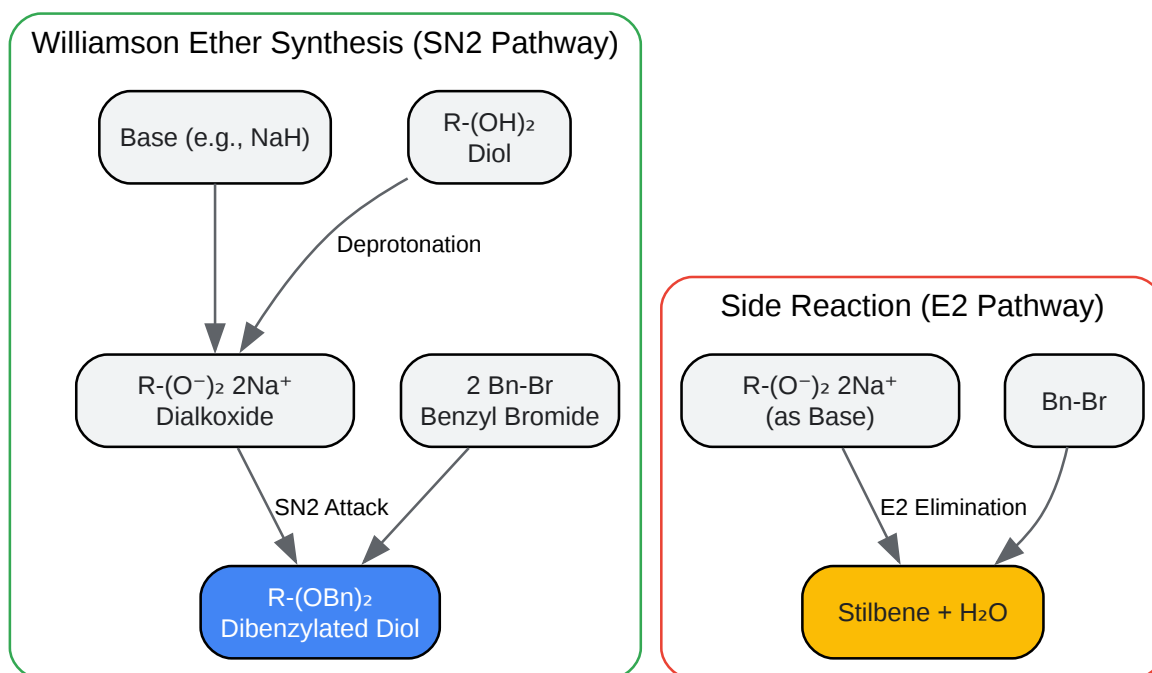 Williamson Ether Synthesis (SN2 Pathway)
Base (e.g., NaH)
R-(OH)₂
Diol
Deprotonation
R-(O⁻)₂ 2Na⁺
Dialkoxide
2 Bn-Br
Benzyl Bromide
SN2 Attack
R-(OBn)₂
Dibenzylated Diol
Side Reaction (E2 Pathway)
R-(O⁻)₂ 2Na⁺
(as Base)
Bn-Br
E2 Elimination
Stilbene + H₂O